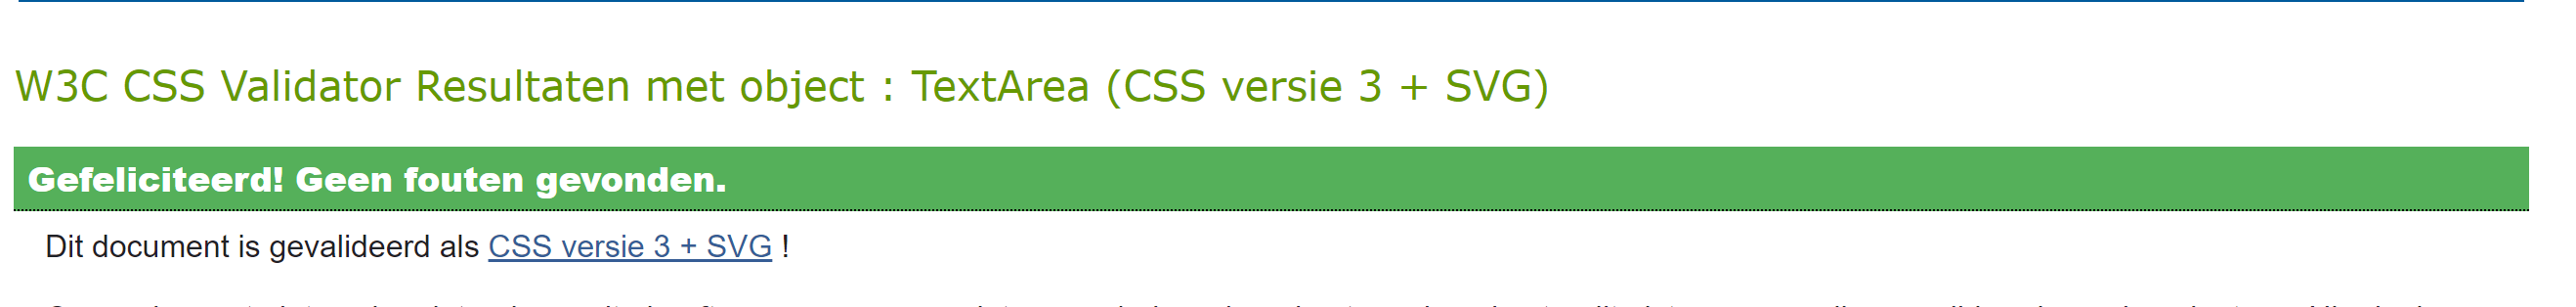 W3C CSS Validator Resultaten met object : TextArea (CSS versie 3 + SVG)
Gefeliciteerd! Geen fouten gevonden.
Dit document is gevalideerd als CSS versie 3 + SVG !